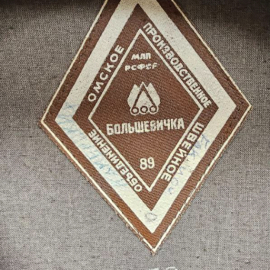 ОМСКОЕ
ПРОИЗВОДСТВЕННОЕ
ШВЕЙНОЕ
ОБЪЕДИНЕНИЕ
МЛП
РСФСР
БОЛЬШЕВИЧКА
89